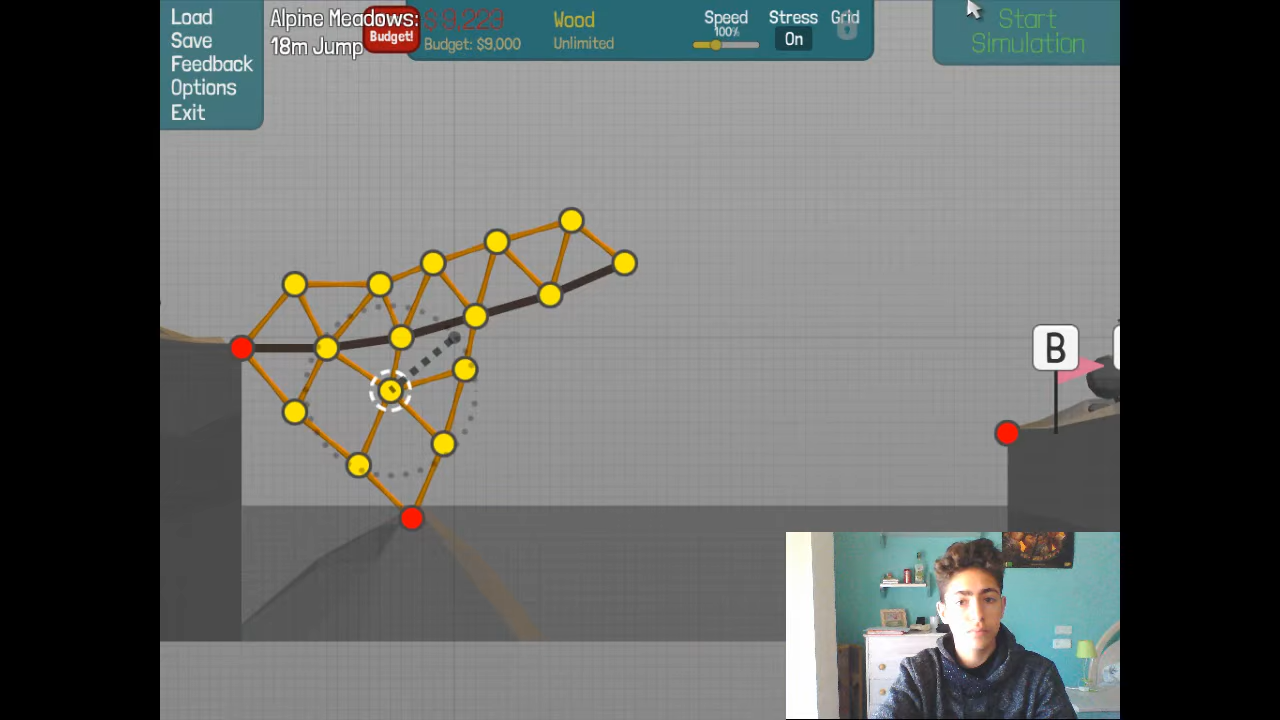 Load
Save
Feedback
Options
Exit
Alpine Meadows:
18m Jump
Budget!
$ 9,229
Budget: $9,000
Wood
Unlimited
Speed
100%
Stress
On
Grid
Start
Simulation
B